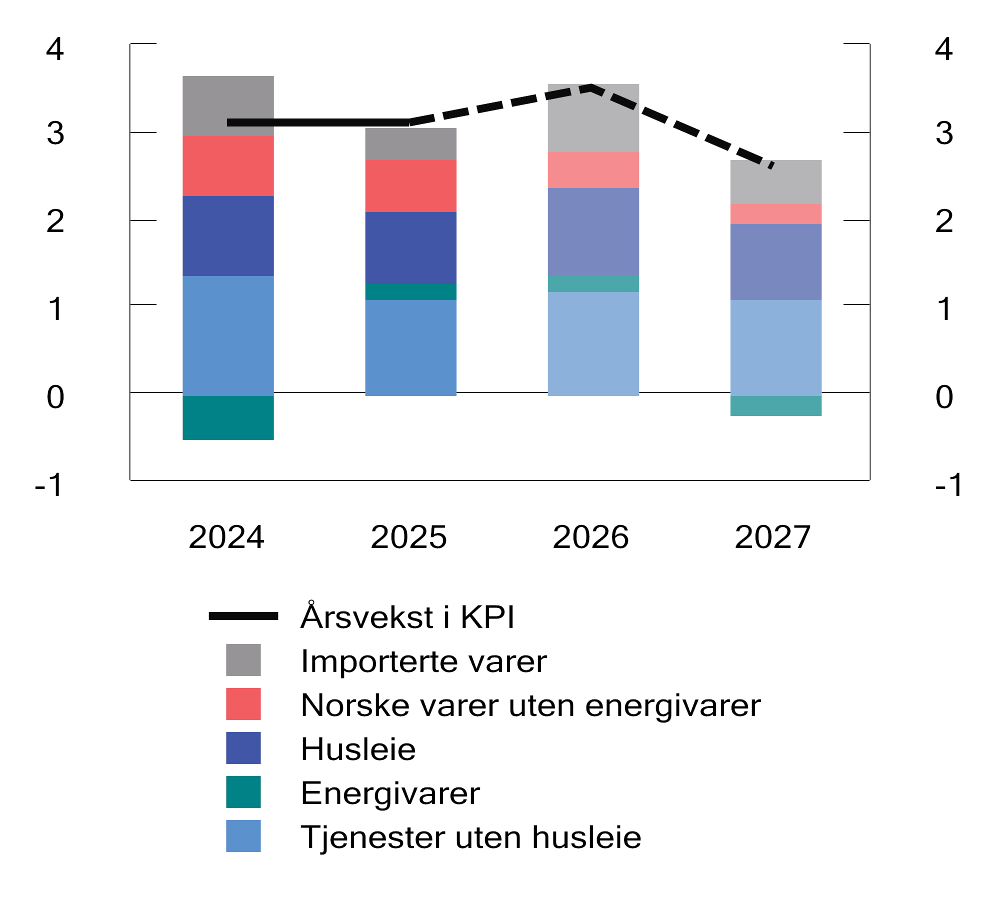 4 4
3 3
2 2
1 1
0 0
-1 -1
2024 2025 2026 2027
Årsvekst i KPI
Importerte varer
Norske varer uten energivarer
Husleie
Energivarer
Tjenester uten husleie